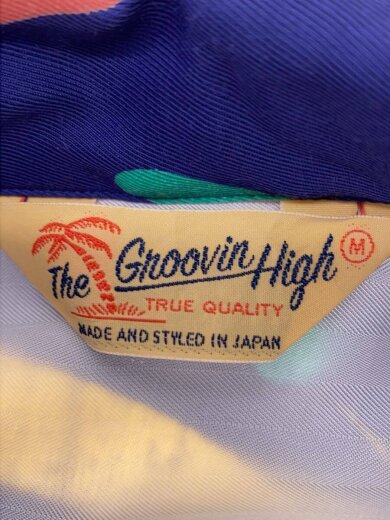 The Groovin High M
TRUE QUALITY
MADE AND STYLED IN JAPAN